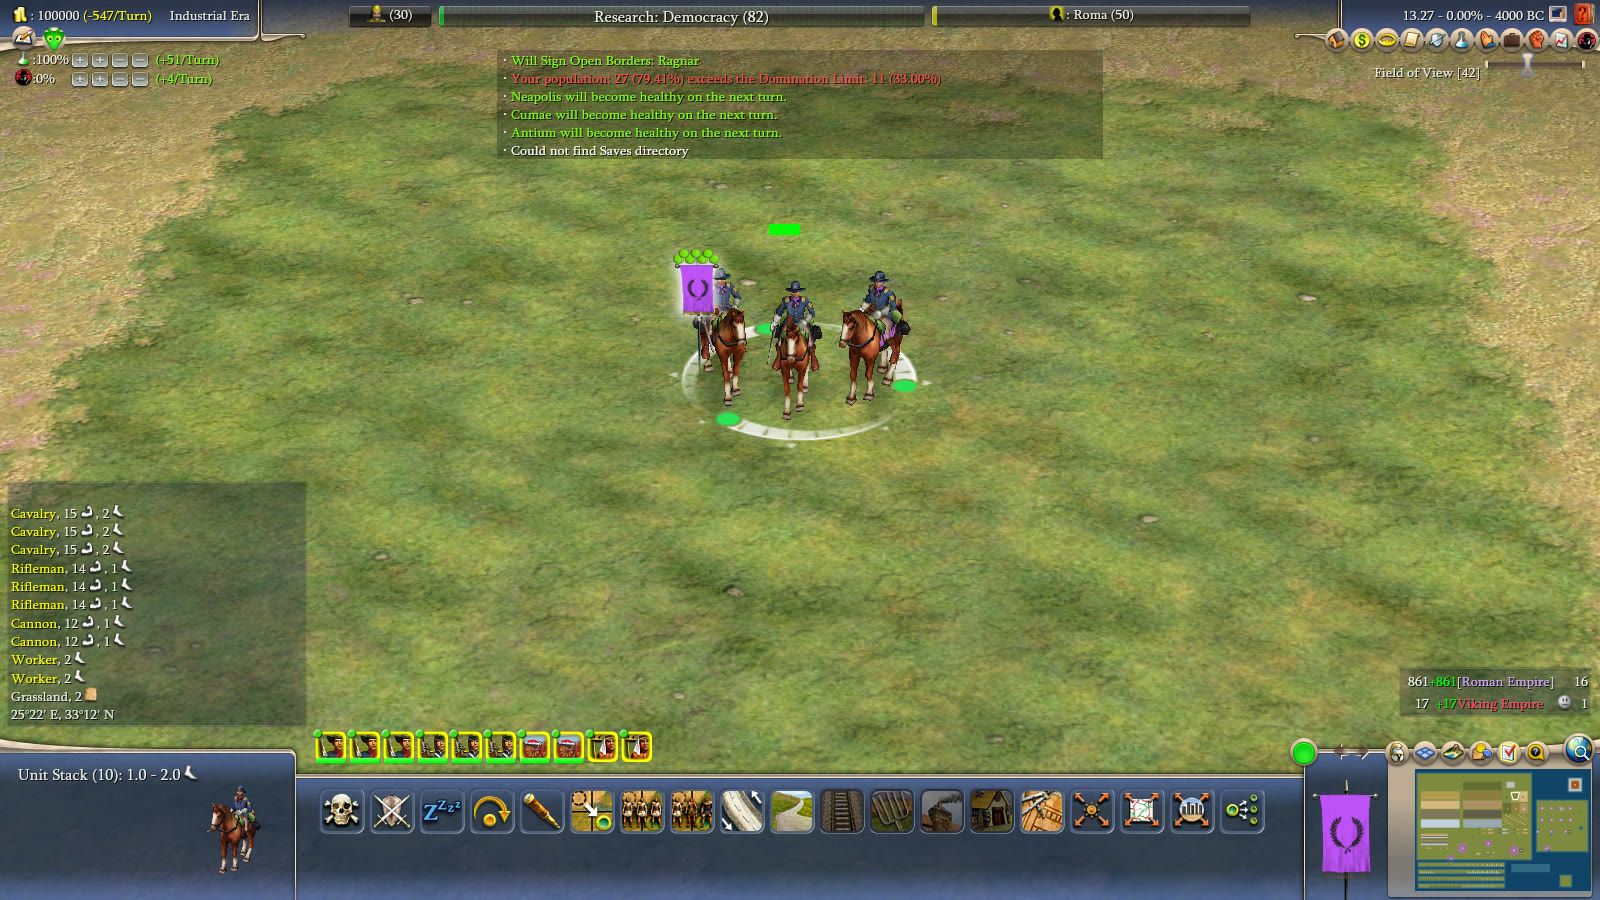 : 100000 (-547/Turn) Industrial Era
(30)
Research: Democracy (82)
: Roma (50)
13.27 - 0.00% - 4000 BC
:100% (+51/Turn)
:0% (+4/Turn)
Field of View [42]
· Will Sign Open Borders: Ragnar
· Your population: 27 (79.41%) exceeds the Domination Limit: 11 (33.00%)
· Neapolis will become healthy on the next turn.
· Cumae will become healthy on the next turn.
· Antium will become healthy on the next turn.
· Could not find Saves directory
Cavalry, 15 , 2
Cavalry, 15 , 2
Cavalry, 15 , 2
Rifleman, 14 , 1
Rifleman, 14 , 1
Rifleman, 14 , 1
Cannon, 12 , 1
Cannon, 12 , 1
Worker, 2
Worker, 2
Grassland, 2
25°22' E, 33°12' N
861+861[Roman Empire] 16
17 +17Viking Empire 1
Unit Stack (10): 1.0 - 2.0
ZZZzz